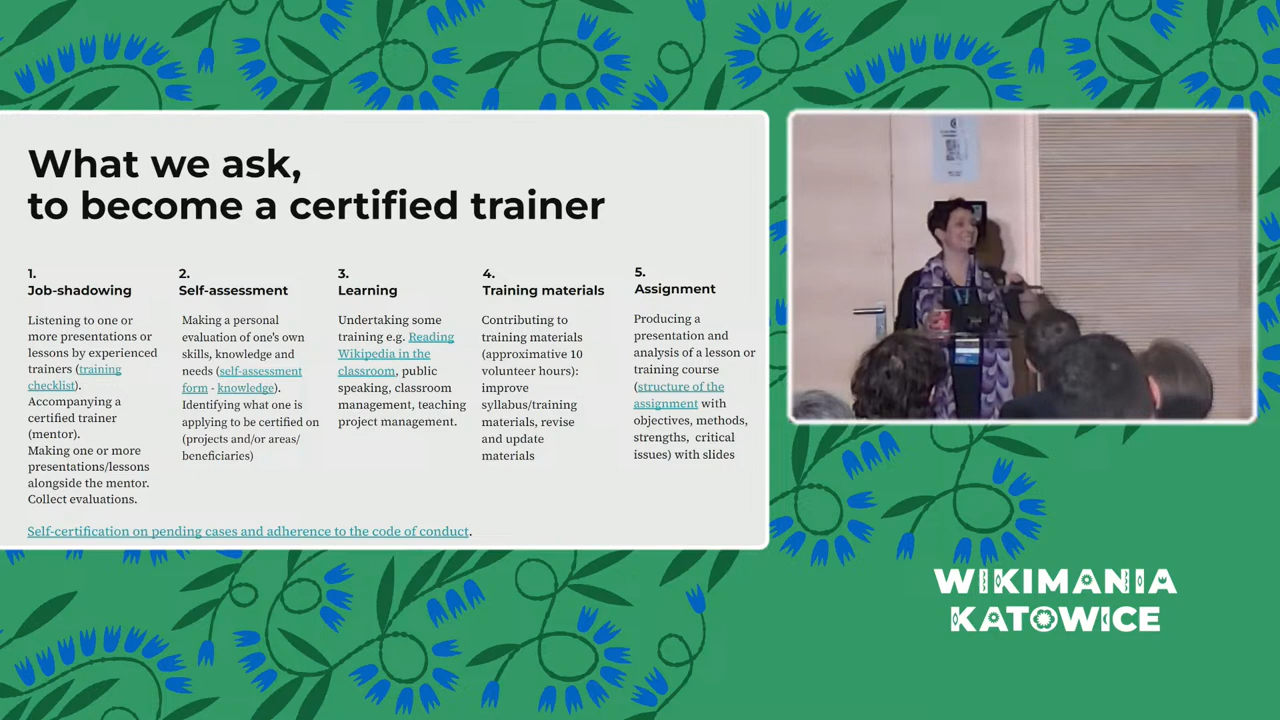 What we ask,
to become a certified trainer
1.
Job-shadowing
Listening to one or
more presentations or
lessons by experienced
trainers (training
checklist).
Accompanying a
certified trainer
(mentor).
Making one or more
presentations/lessons
alongside the mentor.
Collect evaluations.
2.
Self-assessment
Making a personal
evaluation of one's own
skills, knowledge and
needs (self-assessment
form - knowledge).
Identifying what one is
applying to be certified on
(projects and/or areas/
beneficiaries)
3.
Learning
Undertaking some
training e.g. Reading
Wikipedia in the
classroom, public
speaking, classroom
management, teaching
project management.
4.
Training materials
Contributing to
training materials
(approximative 10
volunteer hours):
improve
syllabus/training
materials, revise
and update
materials
5.
Assignment
Producing a
presentation and
analysis of a lesson or
training course
(structure of the
assignment with
objectives, methods,
strengths, critical
issues) with slides
Self-certification on pending cases and adherence to the code of conduct.
WIKIMANIA
KATOWICE